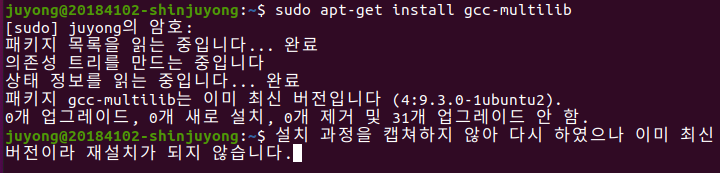 juyong@20184102-shinjuyong:~$ sudo apt-get install gcc-multilib
[sudo] juyong의 암호:
패키지 목록을 읽는 중입니다... 완료
의존성 트리를 만드는 중입니다
상태 정보를 읽는 중입니다... 완료
패키지 gcc-multilib는 이미 최신 버전입니다 (4:9.3.0-1ubuntu2).
0개 업그레이드, 0개 새로 설치, 0개 제거 및 31개 업그레이드 안 함.
juyong@20184102-shinjuyong:~$ 설치 과정을 캡쳐하지 않아 다시 하였으나 이미 최신
버전이라 재설치가 되지 않습니다.